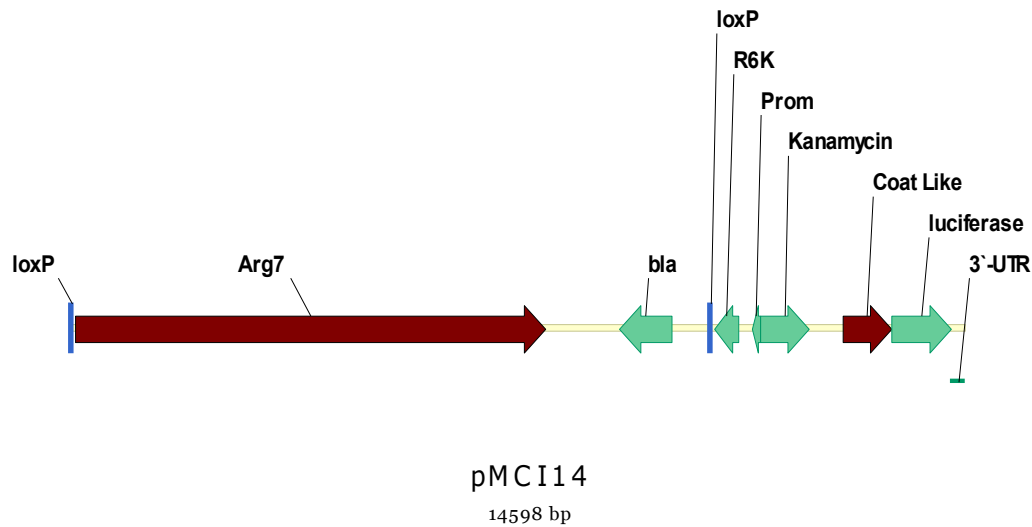 loxP
R6K
Prom
Kanamycin
Coat Like
luciferase
loxP
Arg7
bla
3`-UTR
pMCI14
14598 bp